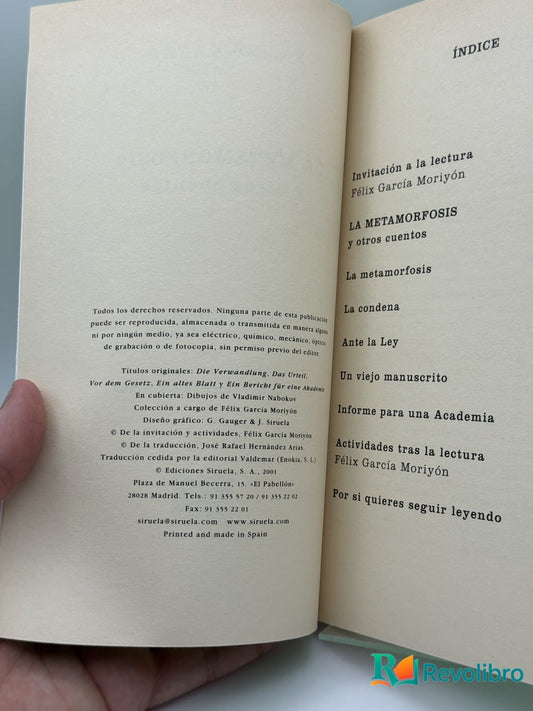 Todos los derechos reservados. Ninguna parte de esta publicación
puede ser reproducida, almacenada o transmitida en manera alguna
ni por ningún medio, ya sea eléctrico, químico, mecánico, óptico,
de grabación o de fotocopia, sin permiso previo del editor.
Títulos originales: Die Verwandlung, Das Urteil,
Vor dem Gesetz, Ein altes Blatt y Ein Bericht für eine Akademie
En cubierta: Dibujos de Vladimir Nabokov
Colección a cargo de Félix García Moriyón
Diseño gráfico: G. Gauger & J. Siruela
© De la invitación y actividades, Félix García Moriyón
© De la traducción, José Rafael Hernández Arias.
Traducción cedida por la editorial Valdemar (Enokia, S. L.)
© Ediciones Siruela, S. A., 2001
Plaza de Manuel Becerra, 15. «El Pabellón»
28028 Madrid. Tels.: 91 355 57 20 / 91 355 22 02
Fax: 91 355 22 01
siruela@siruela.com www.siruela.com
Printed and made in Spain
ÍNDICE
Invitación a la lectura
Félix García Moriyón
LA METAMORFOSIS
y otros cuentos
La metamorfosis
La condena
Ante la Ley
Un viejo manuscrito
Informe para una Academia
Actividades tras la lectura
Félix García Moriyón
Por si quieres seguir leyendo
Revolibro